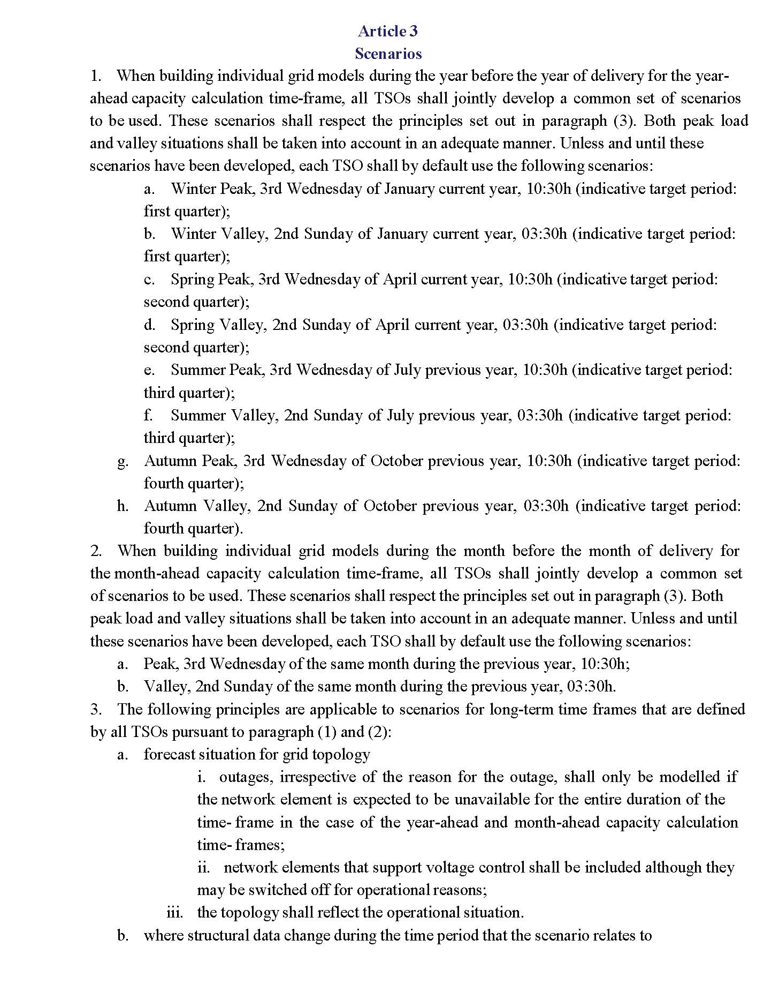 Article 3
Scenarios
1. When building individual grid models during the year before the year of delivery for the year-
ahead capacity calculation time-frame, all TSOs shall jointly develop a common set of scenarios
to be used. These scenarios shall respect the principles set out in paragraph (3). Both peak load
and valley situations shall be taken into account in an adequate manner. Unless and until these
scenarios have been developed, each TSO shall by default use the following scenarios:
a. Winter Peak, 3rd Wednesday of January current year, 10:30h (indicative target period:
first quarter);
b. Winter Valley, 2nd Sunday of January current year, 03:30h (indicative target period:
first quarter);
c. Spring Peak, 3rd Wednesday of April current year, 10:30h (indicative target period:
second quarter);
d. Spring Valley, 2nd Sunday of April current year, 03:30h (indicative target period:
second quarter);
e. Summer Peak, 3rd Wednesday of July previous year, 10:30h (indicative target period:
third quarter);
f. Summer Valley, 2nd Sunday of July previous year, 03:30h (indicative target period:
third quarter);
g. Autumn Peak, 3rd Wednesday of October previous year, 10:30h (indicative target period:
fourth quarter);
h. Autumn Valley, 2nd Sunday of October previous year, 03:30h (indicative target period:
fourth quarter).
2. When building individual grid models during the month before the month of delivery for
the month-ahead capacity calculation time-frame, all TSOs shall jointly develop a common set
of scenarios to be used. These scenarios shall respect the principles set out in paragraph (3). Both
peak load and valley situations shall be taken into account in an adequate manner. Unless and until
these scenarios have been developed, each TSO shall by default use the following scenarios:
a. Peak, 3rd Wednesday of the same month during the previous year, 10:30h;
b. Valley, 2nd Sunday of the same month during the previous year, 03:30h.
3. The following principles are applicable to scenarios for long-term time frames that are defined
by all TSOs pursuant to paragraph (1) and (2):
a. forecast situation for grid topology
i. outages, irrespective of the reason for the outage, shall only be modelled if
the network element is expected to be unavailable for the entire duration of the
time- frame in the case of the year-ahead and month-ahead capacity calculation
time- frames;
ii. network elements that support voltage control shall be included although they
may be switched off for operational reasons;
iii. the topology shall reflect the operational situation.
b. where structural data change during the time period that the scenario relates to